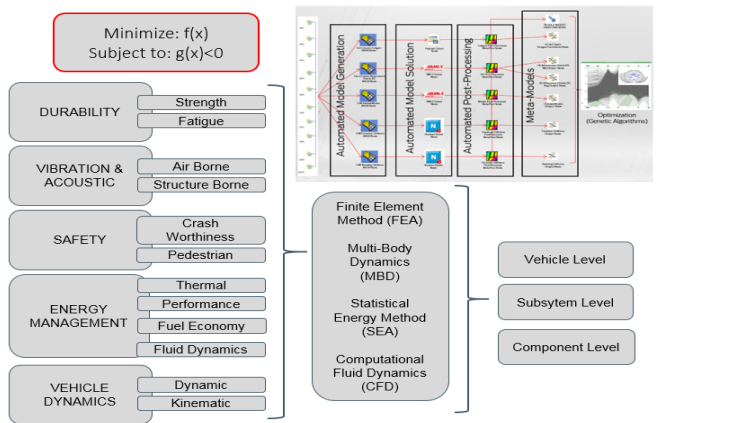 Minimize: f(x)
Subject to: g(x)<0
DURABILITY
Strength
Fatigue
VIBRATION &
ACOUSTIC
Air Borne
Structure Borne
SAFETY
Crash
Worthiness
Pedestrian
ENERGY
MANAGEMENT
Thermal
Performance
Fuel Economy
Fluid Dynamics
VEHICLE
DYNAMICS
Dynamic
Kinematic
Automated Model Generation
Automated Model Solution
Automated Post-Processing
Meta-Models
Optimization
(Genetic Algorithms)
Finite Element
Method (FEA)
Multi-Body
Dynamics
(MBD)
Statistical
Energy Method
(SEA)
Computational
Fluid Dynamics
(CFD)
Vehicle Level
Subsytem Level
Component Level